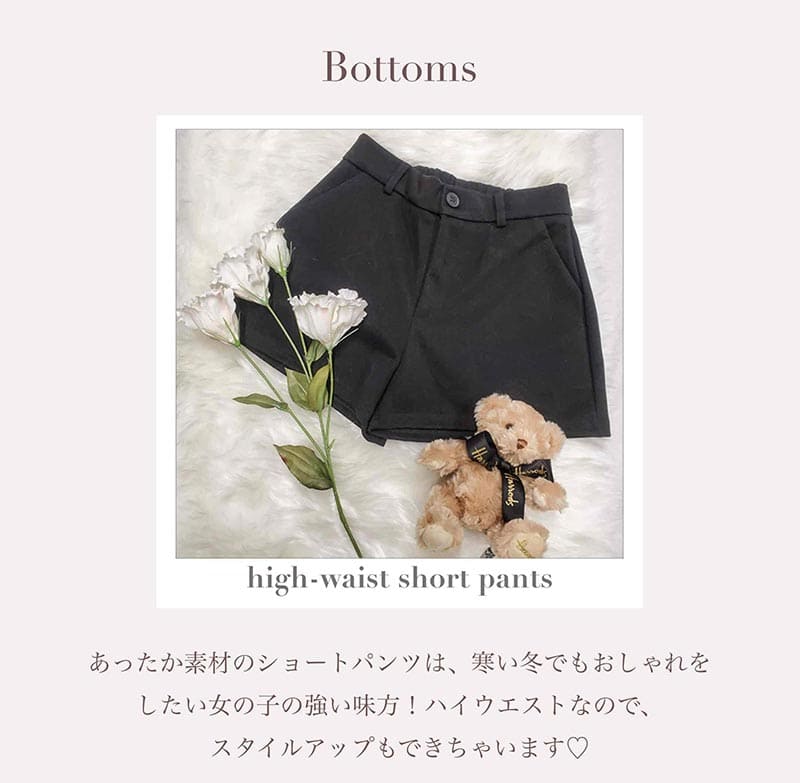 Bottoms
Harrods
Harrods
high-waist short pants
あったか素材のショートパンツは、寒い冬でもおしゃれを
したい女の子の強い味方！ハイウエストなので、
スタイルアップもできちゃいます♡